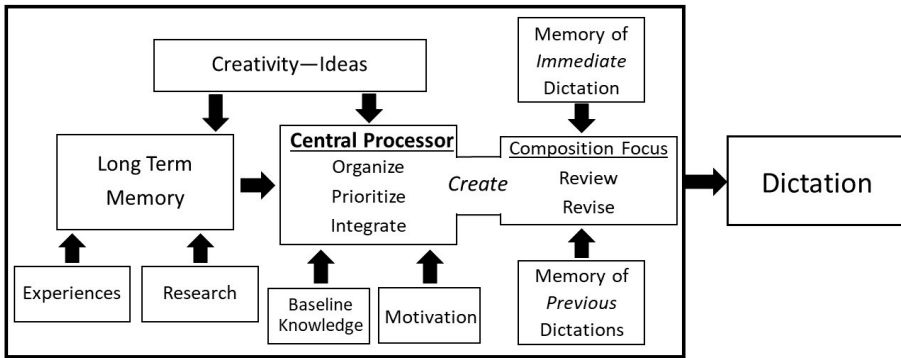 Creativity—Ideas
Memory of
Immediate
Dictation
Long Term
Memory
Central Processor
Organize
Prioritize
Integrate
Create
Composition Focus
Review
Revise
Dictation
Experiences
Research
Baseline
Knowledge
Motivation
Memory of
Previous
Dictations